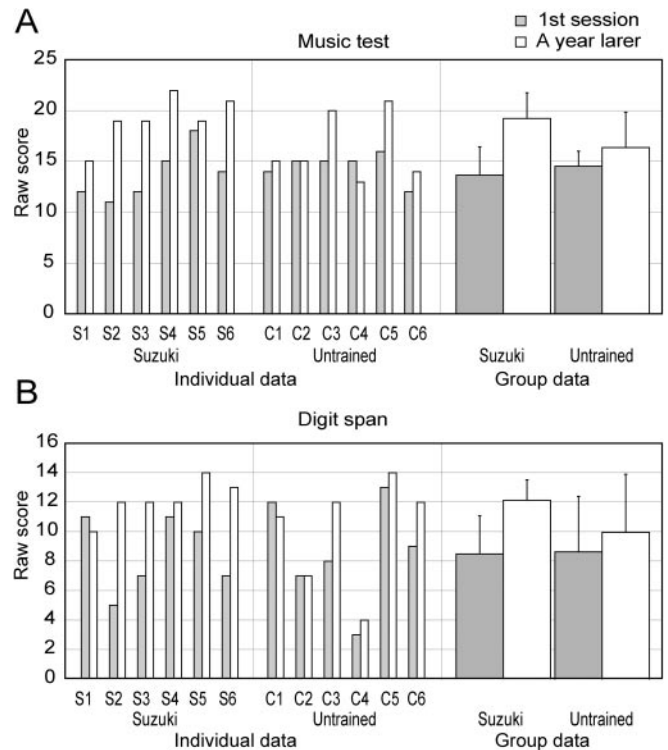 A
Music test
1st session
A year larer
25
20
15
10
5
0
Raw score
S1 S2 S3 S4 S5 S6 C1 C2 C3 C4 C5 C6
Suzuki Untrained Suzuki Untrained
Individual data Group data
B
Digit span
16
14
12
10
8
6
4
2
0
Raw score
S1 S2 S3 S4 S5 S6 C1 C2 C3 C4 C5 C6
Suzuki Untrained Suzuki Untrained
Individual data Group data